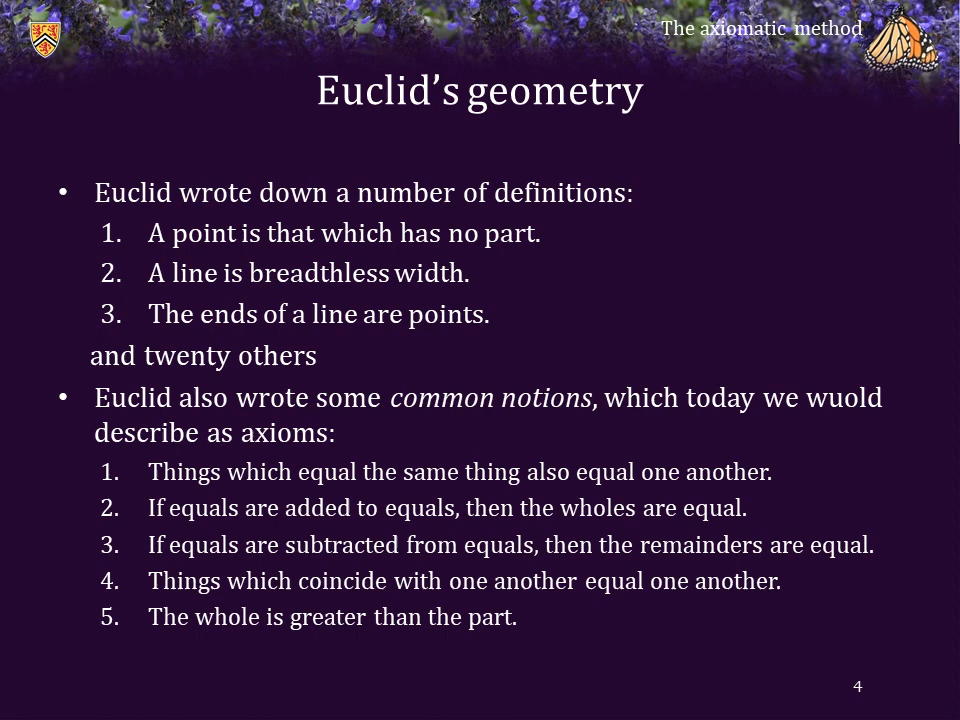 The axiomatic method
Euclid's geometry
• Euclid wrote down a number of definitions:
1. A point is that which has no part.
2. A line is breadthless width.
3. The ends of a line are points.
and twenty others
• Euclid also wrote some common notions, which today we wuold
describe as axioms:
1. Things which equal the same thing also equal one another.
2. If equals are added to equals, then the wholes are equal.
3. If equals are subtracted from equals, then the remainders are equal.
4. Things which coincide with one another equal one another.
5. The whole is greater than the part.
4